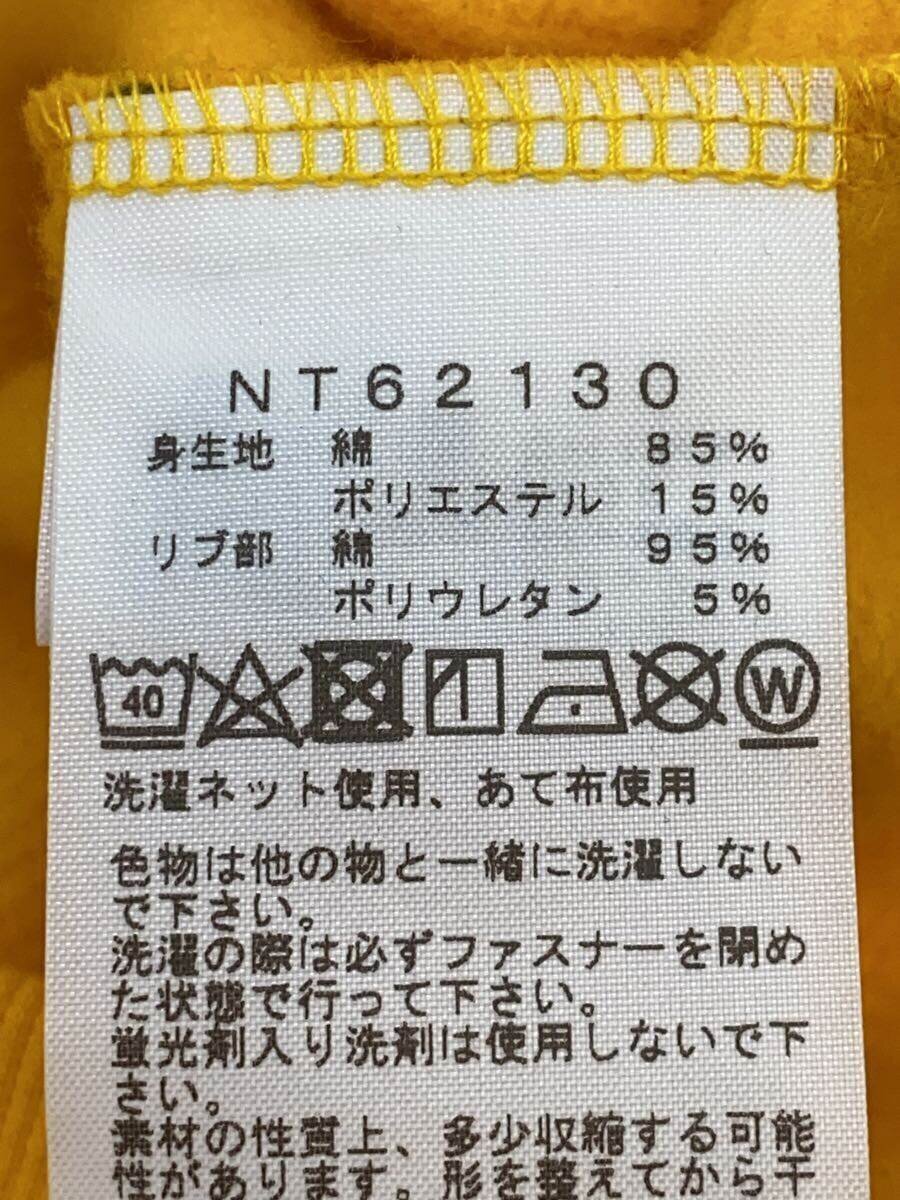 NT62130
身生地 綿 85%
ポリエステル 15%
リブ部 綿 95%
ポリウレタン 5%
40 W
洗濯ネット使用、あて布使用
色物は他の物と一緒に洗濯しない
で下さい。
洗濯の際は必ずファスナーを閉め
た状態で行って下さい。
蛍光剤入り洗剤は使用しないで下
さい。
素材の性質上、多少収縮する可能
性があります。形を整えてから干